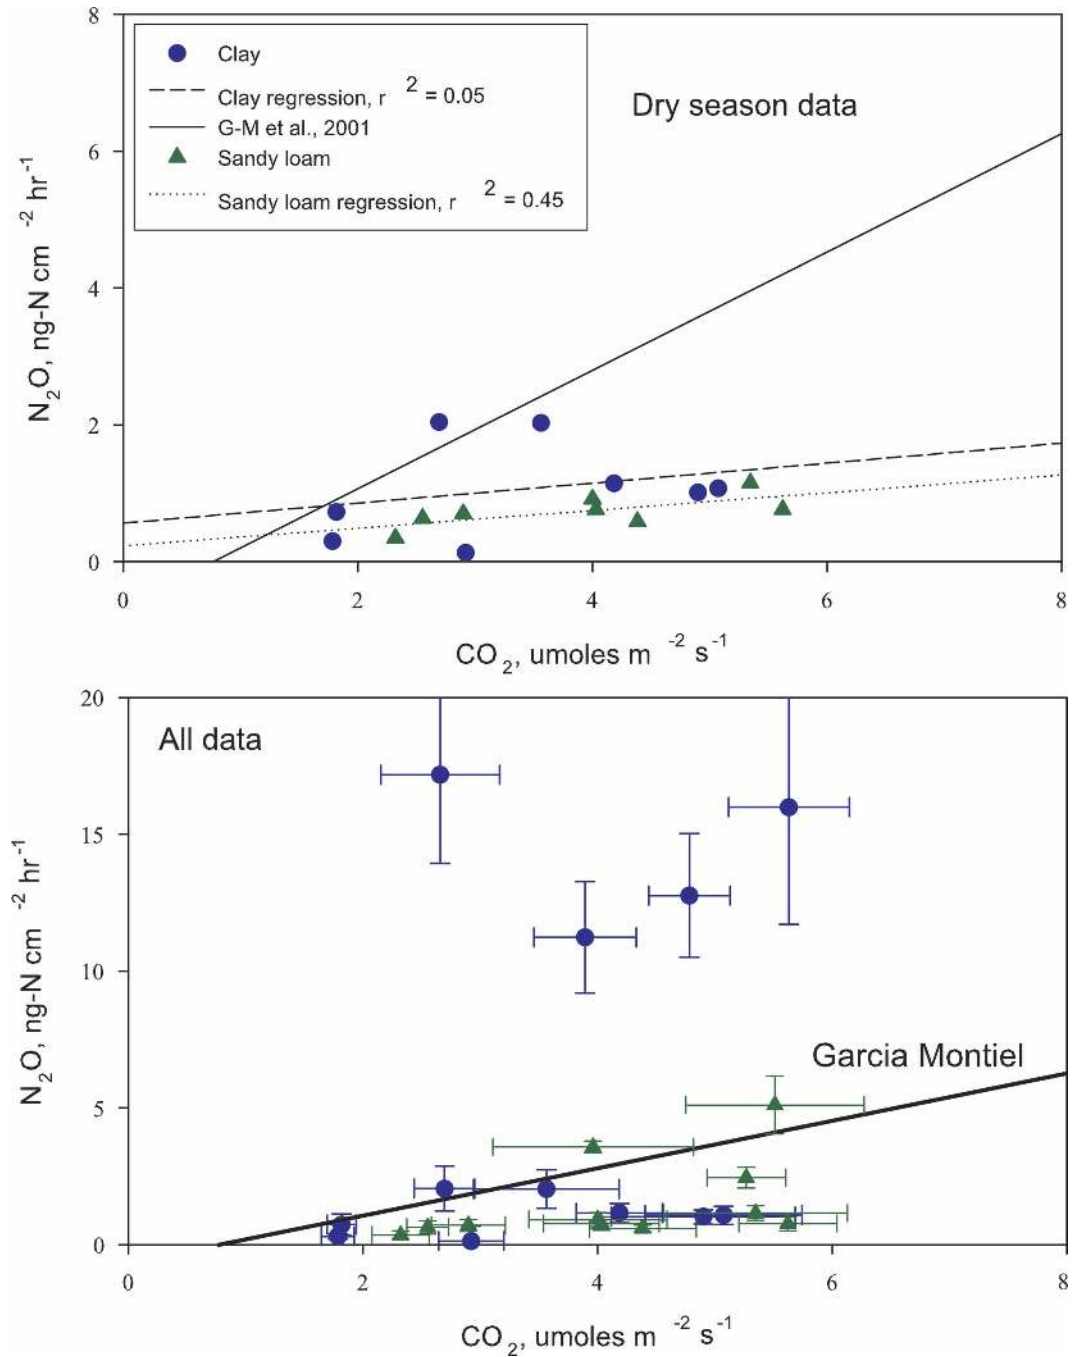 8
Clay
Clay regression, r 2 = 0.05
G-M et al., 2001
Sandy loam
Sandy loam regression, r 2 = 0.45
Dry season data
6
4
2
0
N2O, ng-N cm -2 hr-1
0 2 4 6 8
CO2, umoles m -2 s-1
20
All data
15
10
Garcia Montiel
5
0
N2O, ng-N cm -2 hr-1
0 2 4 6 8
CO2, umoles m -2 s-1